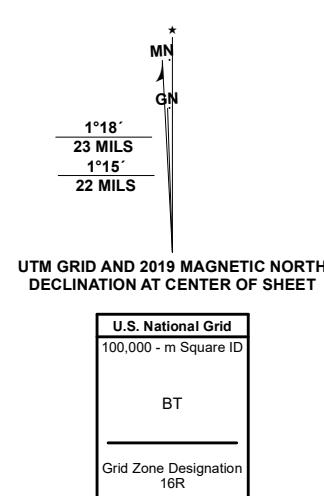 ★
MN
GN
1°18´
23 MILS
1°15´
22 MILS
UTM GRID AND 2019 MAGNETIC NORTH
DECLINATION AT CENTER OF SHEET
U.S. National Grid
100,000 - m Square ID
BT
Grid Zone Designation
16R